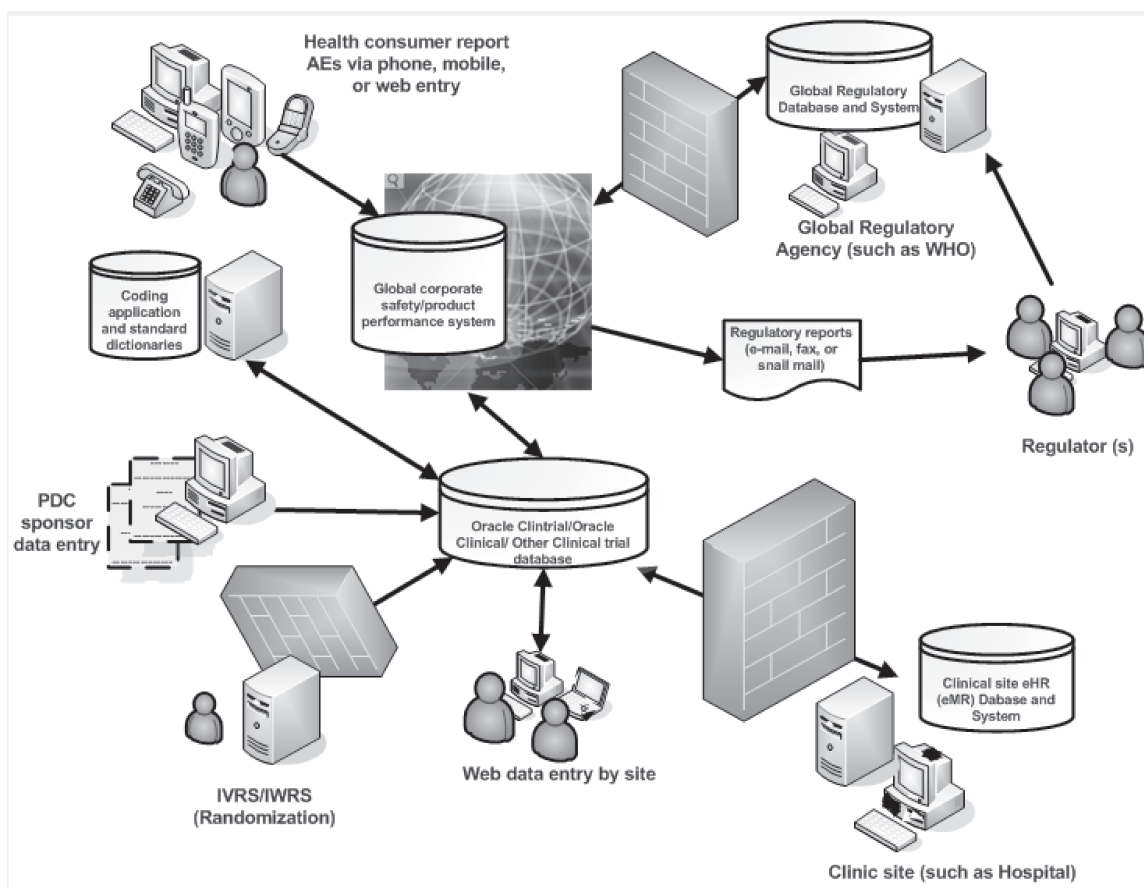 Health consumer report
AEs via phone, mobile,
or web entry
Global Regulatory
Database and System
Global Regulatory
Agency (such as WHO)
Coding
application
and standard
dictionaries
Global corporate
safety/product
performance system
Regulatory reports
(e-mail, fax, or
snail mail)
Regulator (s)
PDC
sponsor
data entry
Oracle Clintrial/Oracle
Clinical/ Other Clinical trial
database
Clinical site eHR
(eMR) Dabase and
System
Web data entry by site
IVRS/IWRS
(Randomization)
Clinic site (such as Hospital)